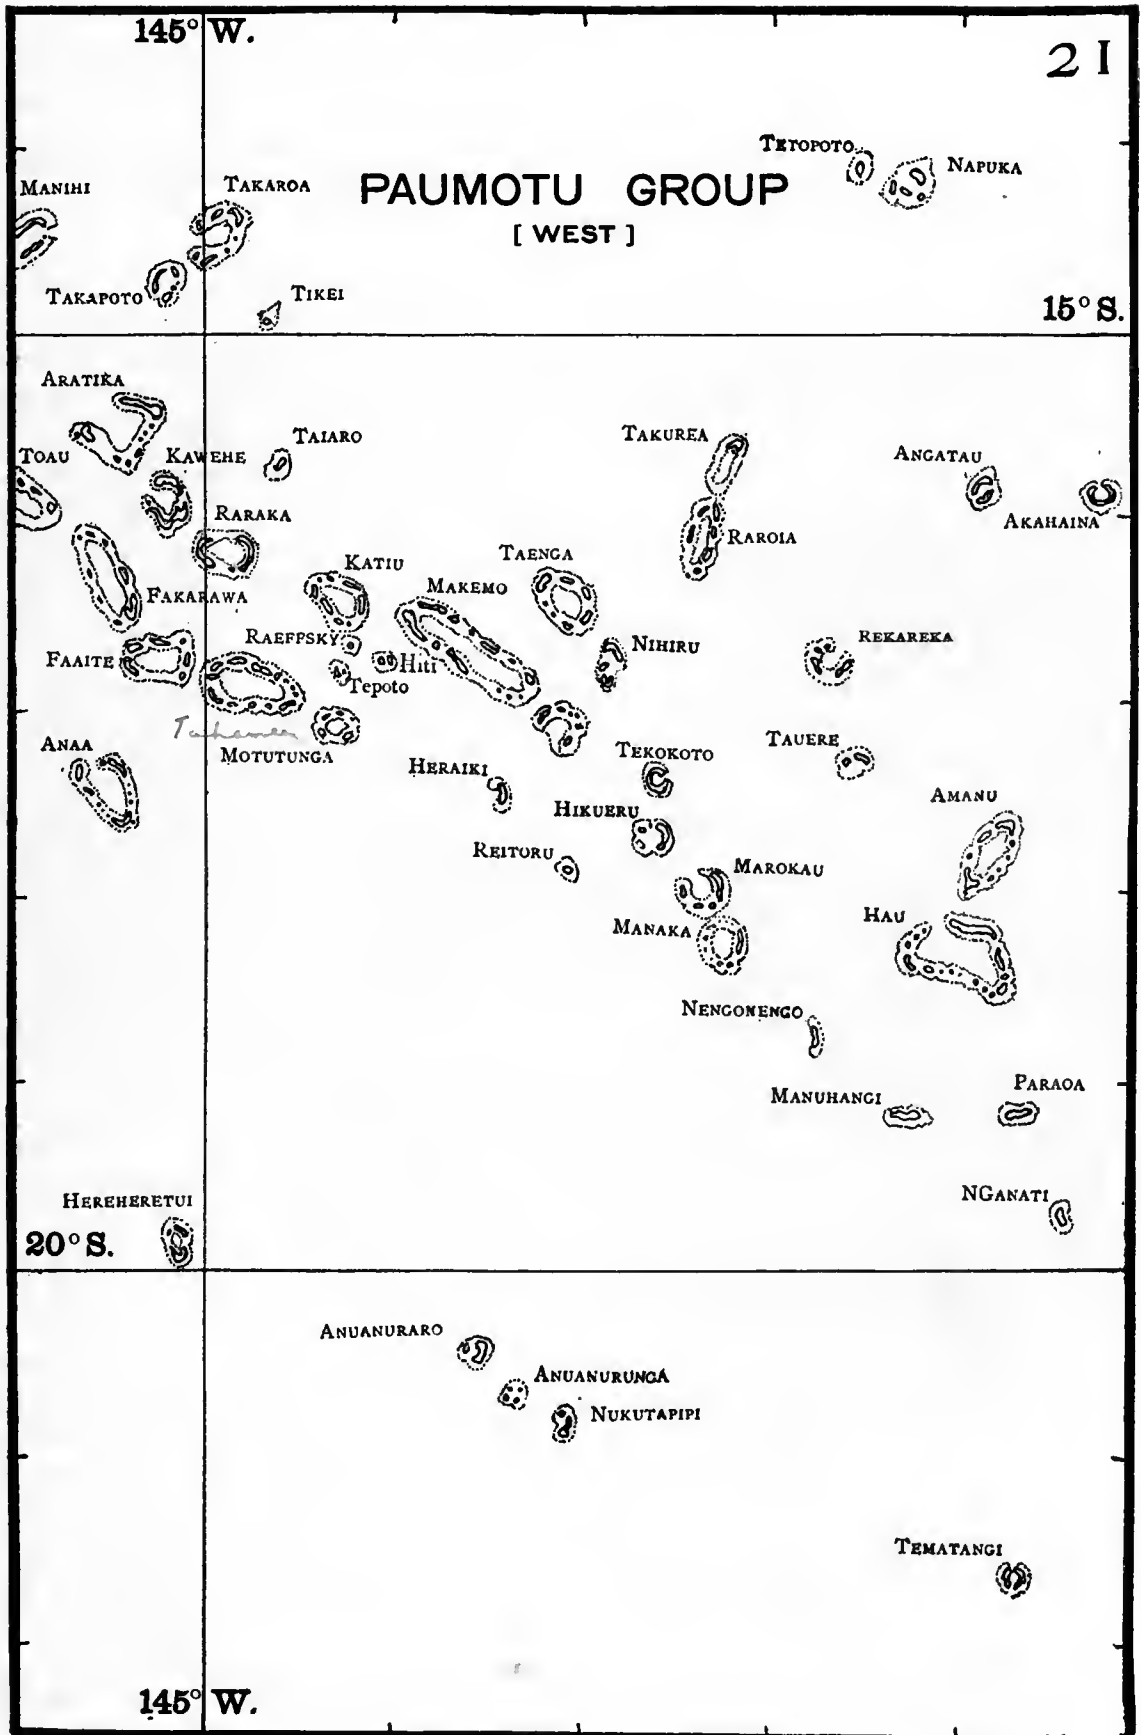 145° W.
21
TETOPOTO
NAPUKA
MANIHI
TAKAROA
PAUMOTU GROUP
[ WEST ]
TAKAPOTO
TIKEI
15° S.
ARATIKA
TOAU
KAWEHE
TAIARO
TAKUREA
ANGATAU
RARAKA
AKAHAINA
RAROIA
KATIU
TAENGA
MAKEMO
FAKARAWA
RAEFPSKY
NIHIRU
REKAREKA
FAAITE
HITI
Tepoto
ANAA
MOTUTUNGA
TAUERE
TEKOKOTO
HERAIKI
AMANU
HIKUERU
REITORU
MAROKAU
HAU
MANAKA
NENGONENGO
MANUHANGI
PARAOA
HEREHERETUI
NGANATI
20° S.
ANUANURARO
ANUANURUNGA
NUKUTAPIPI
TEMATANGI
145° W.